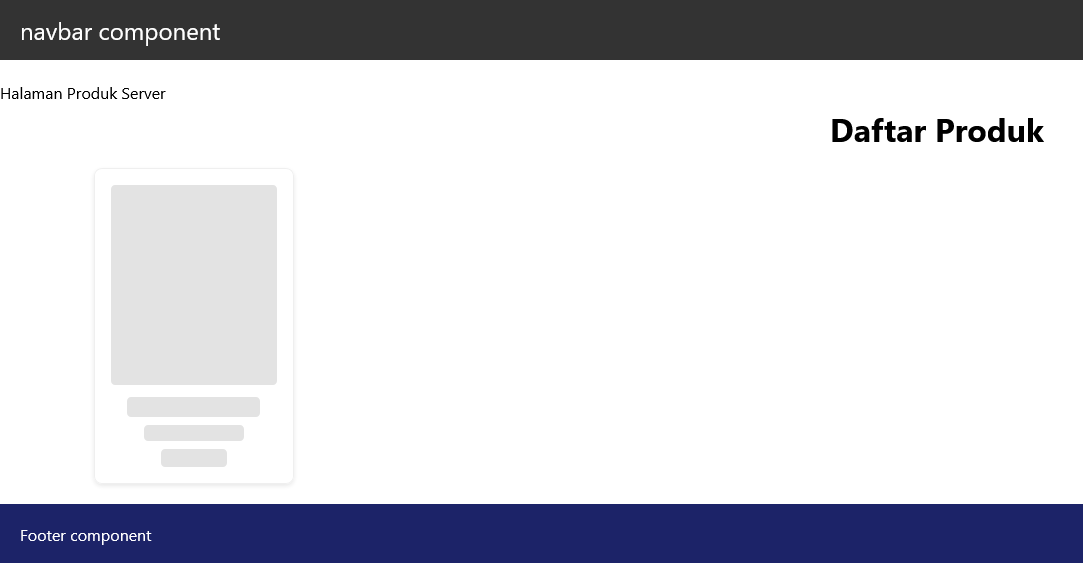 navbar component
Halaman Produk Server
Daftar Produk
Footer component